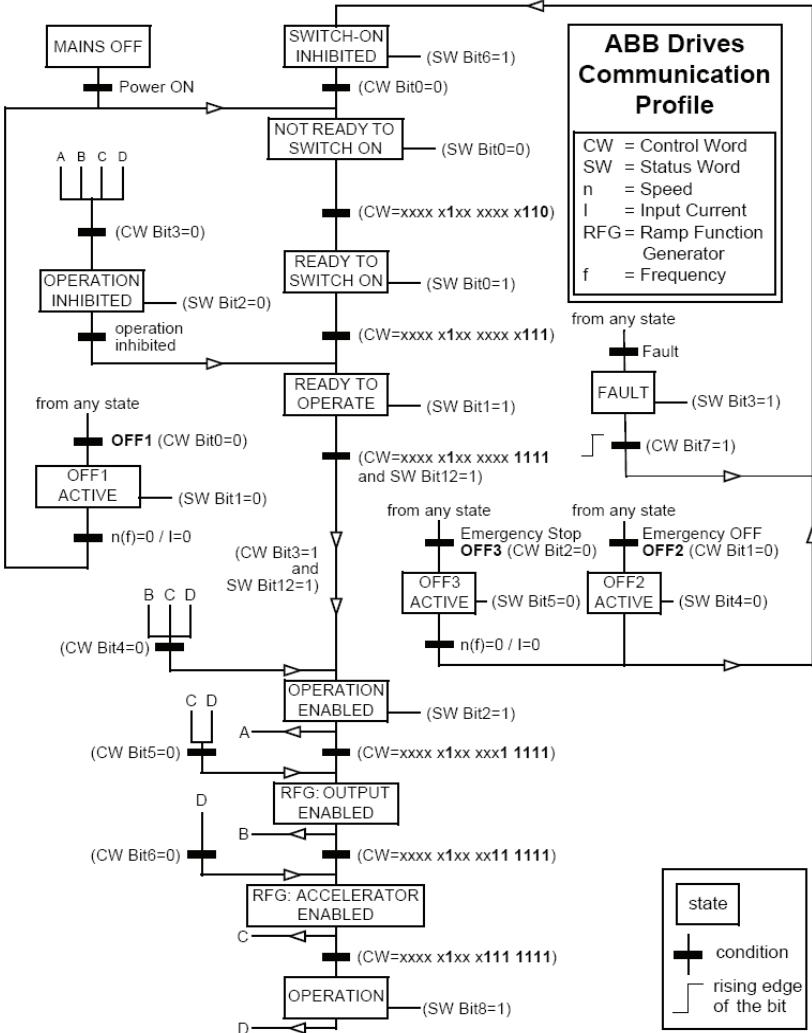 MAINS OFF
Power ON
SWITCH-ON
INHIBITED
(SW Bit6=1)
(CW Bit0=0)
NOT READY TO
SWITCH ON
(SW Bit0=0)
A B C D
(CW Bit3=0)
OPERATION
INHIBITED
(SW Bit2=0)
operation
inhibited
(CW=xxxx x1xx xxxx x110)
READY TO
SWITCH ON
(SW Bit0=1)
(CW=xxxx x1xx xxxx x111)
READY TO
OPERATE
(SW Bit1=1)
(CW=xxxx x1xx xxxx 1111
and SW Bit12=1)
ABB Drives
Communication
Profile
CW = Control Word
SW = Status Word
n = Speed
I = Input Current
RFG = Ramp Function
Generator
f = Frequency
from any state
Fault
FAULT
(SW Bit3=1)
(CW Bit7=1)
from any state
OFF1 (CW Bit0=0)
OFF1
ACTIVE
(SW Bit1=0)
n(f)=0 / I=0
(CW Bit3=1
and
SW Bit12=1)
from any state
Emergency Stop
OFF3 (CW Bit2=0)
OFF3
ACTIVE
(SW Bit5=0)
n(f)=0 / I=0
from any state
Emergency OFF
OFF2 (CW Bit1=0)
OFF2
ACTIVE
(SW Bit4=0)
B C D
(CW Bit4=0)
OPERATION
ENABLED
(SW Bit2=1)
A
C D
(CW Bit5=0)
(CW=xxxx x1xx xxx1 1111)
RFG: OUTPUT
ENABLED
B
D
(CW Bit6=0)
(CW=xxxx x1xx xx11 1111)
RFG: ACCELERATOR
ENABLED
C
(CW=xxxx x1xx x111 1111)
OPERATION
(SW Bit8=1)
D
state
condition
rising edge
of the bit